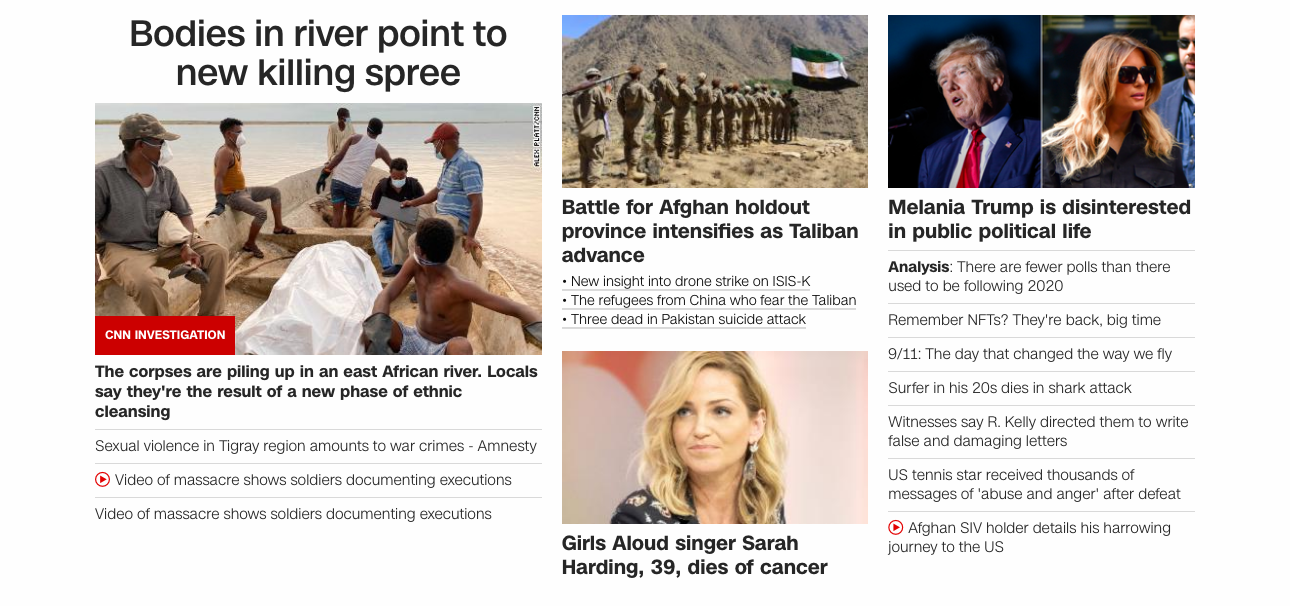 Bodies in river point to
new killing spree
ALEX PLATT/CNN
CNN INVESTIGATION
The corpses are piling up in an east African river. Locals
say they're the result of a new phase of ethnic
cleansing
Sexual violence in Tigray region amounts to war crimes - Amnesty
Video of massacre shows soldiers documenting executions
Video of massacre shows soldiers documenting executions
Battle for Afghan holdout
province intensifies as Taliban
advance
• New insight into drone strike on ISIS-K
• The refugees from China who fear the Taliban
• Three dead in Pakistan suicide attack
Girls Aloud singer Sarah
Harding, 39, dies of cancer
Melania Trump is disinterested
in public political life
Analysis: There are fewer polls than there
used to be following 2020
Remember NFTs? They're back, big time
9/11: The day that changed the way we fly
Surfer in his 20s dies in shark attack
Witnesses say R. Kelly directed them to write
false and damaging letters
US tennis star received thousands of
messages of 'abuse and anger' after defeat
Afghan SIV holder details his harrowing
journey to the US